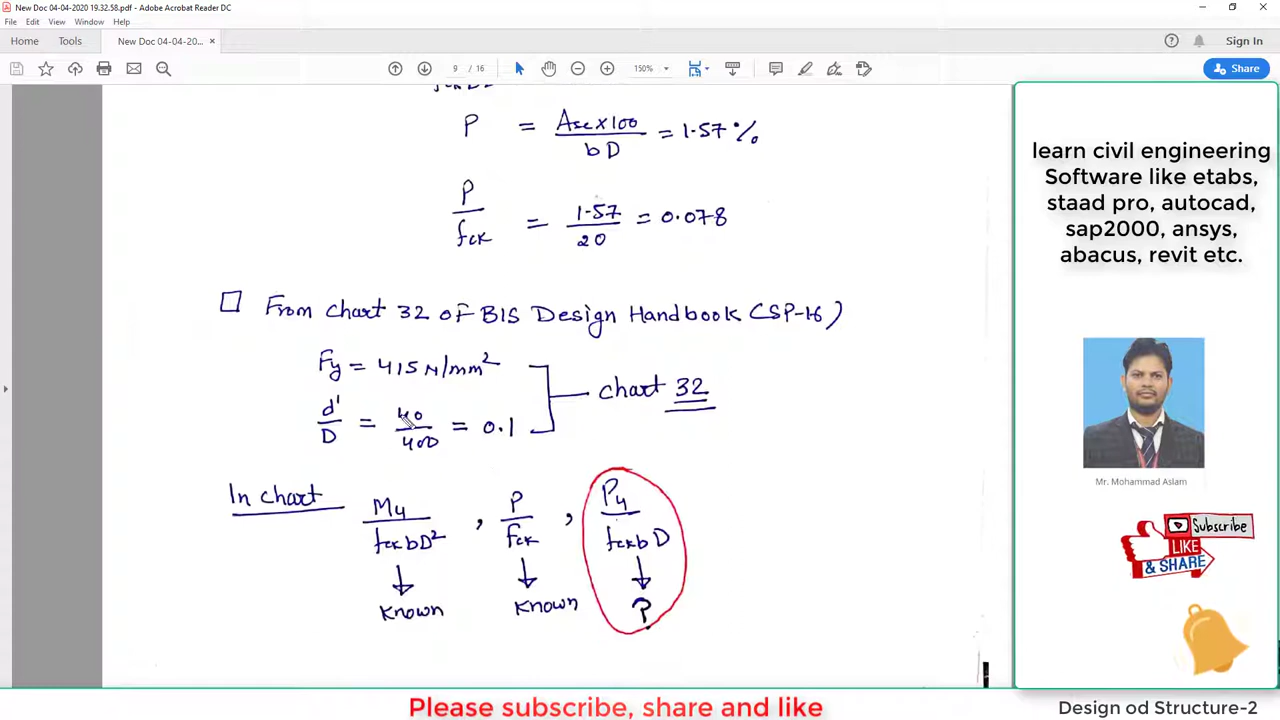 New Doc 04-04-2020 19.32.58.pdf - Adobe Acrobat Reader DC
File Edit View Window Help
Home Tools New Doc 04-04-20... × Sign In
9 / 16 150% Share
P = Asc×100 / bD = 1.57 %
P / fck = 1.57 / 20 = 0.078
From chart 32 of BIS Design Handbook (SP-16)
Fy = 415 N/mm²
d' / D = 40 / 400 = 0.1
chart 32
In chart Mu / fckbD² , P / fck , Pu / fckbD
known known ?
learn civil engineering
Software like etabs,
staad pro, autocad,
sap2000, ansys,
abacus, revit etc.
Mr. Mohammad Aslam
Subscribe
LIKE
& SHARE
Please subscribe, share and like
Design od Structure-2